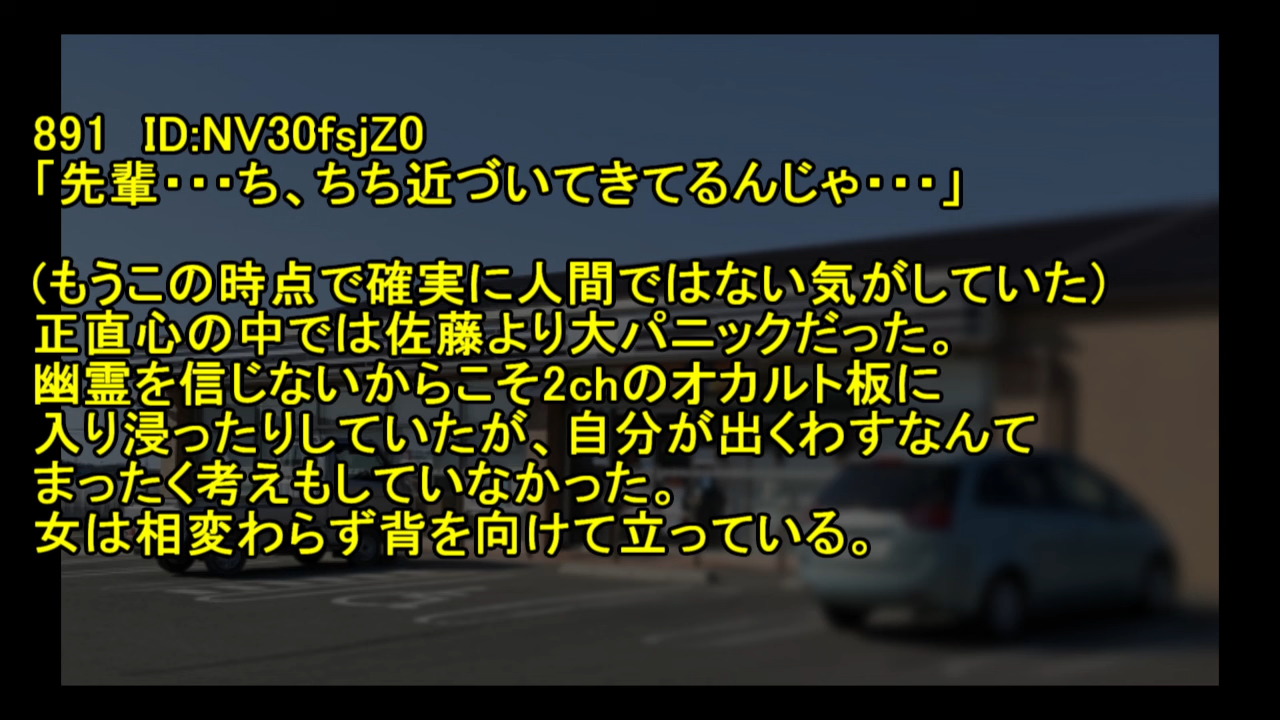 891　ID:NV30fsjZ0
「先輩・・・ち、ちち近づいてきてるんじゃ・・・」
(もうこの時点で確実に人間ではない気がしていた)
正直心の中では佐藤より大パニックだった。
幽霊を信じないからこそ2chのオカルト板に
入り浸ったりしていたが、自分が出くわすなんて
まったく考えもしていなかった。
女は相変わらず背を向けて立っている。